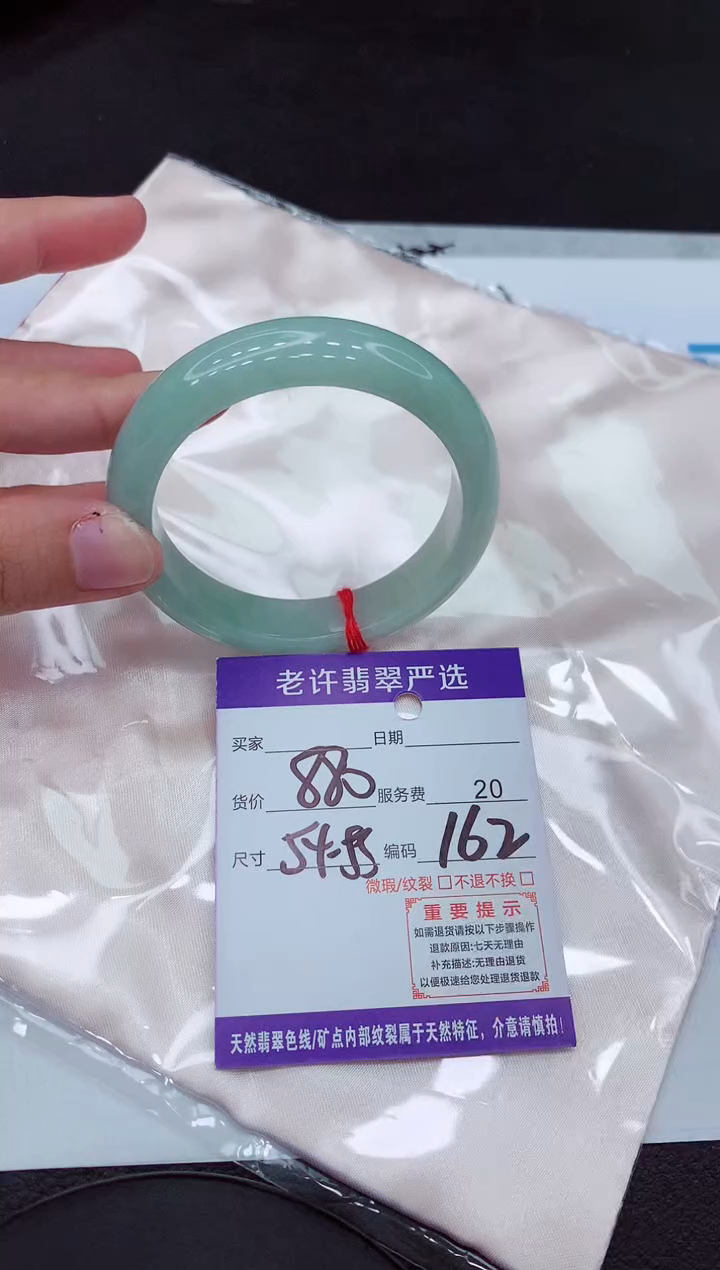 老许翡翠严选
买家 日期
货价 880 服务费 20
尺寸 54-55 编码 162
微瑕/纹裂 □ 不退不换 □
重要提示
如需退货请按以下步骤操作
退款原因:七天无理由
补充描述:无理由退货
以便极速给您处理退货退款
天然翡翠色线/矿点内部纹裂属于天然特征，介意请慎拍！